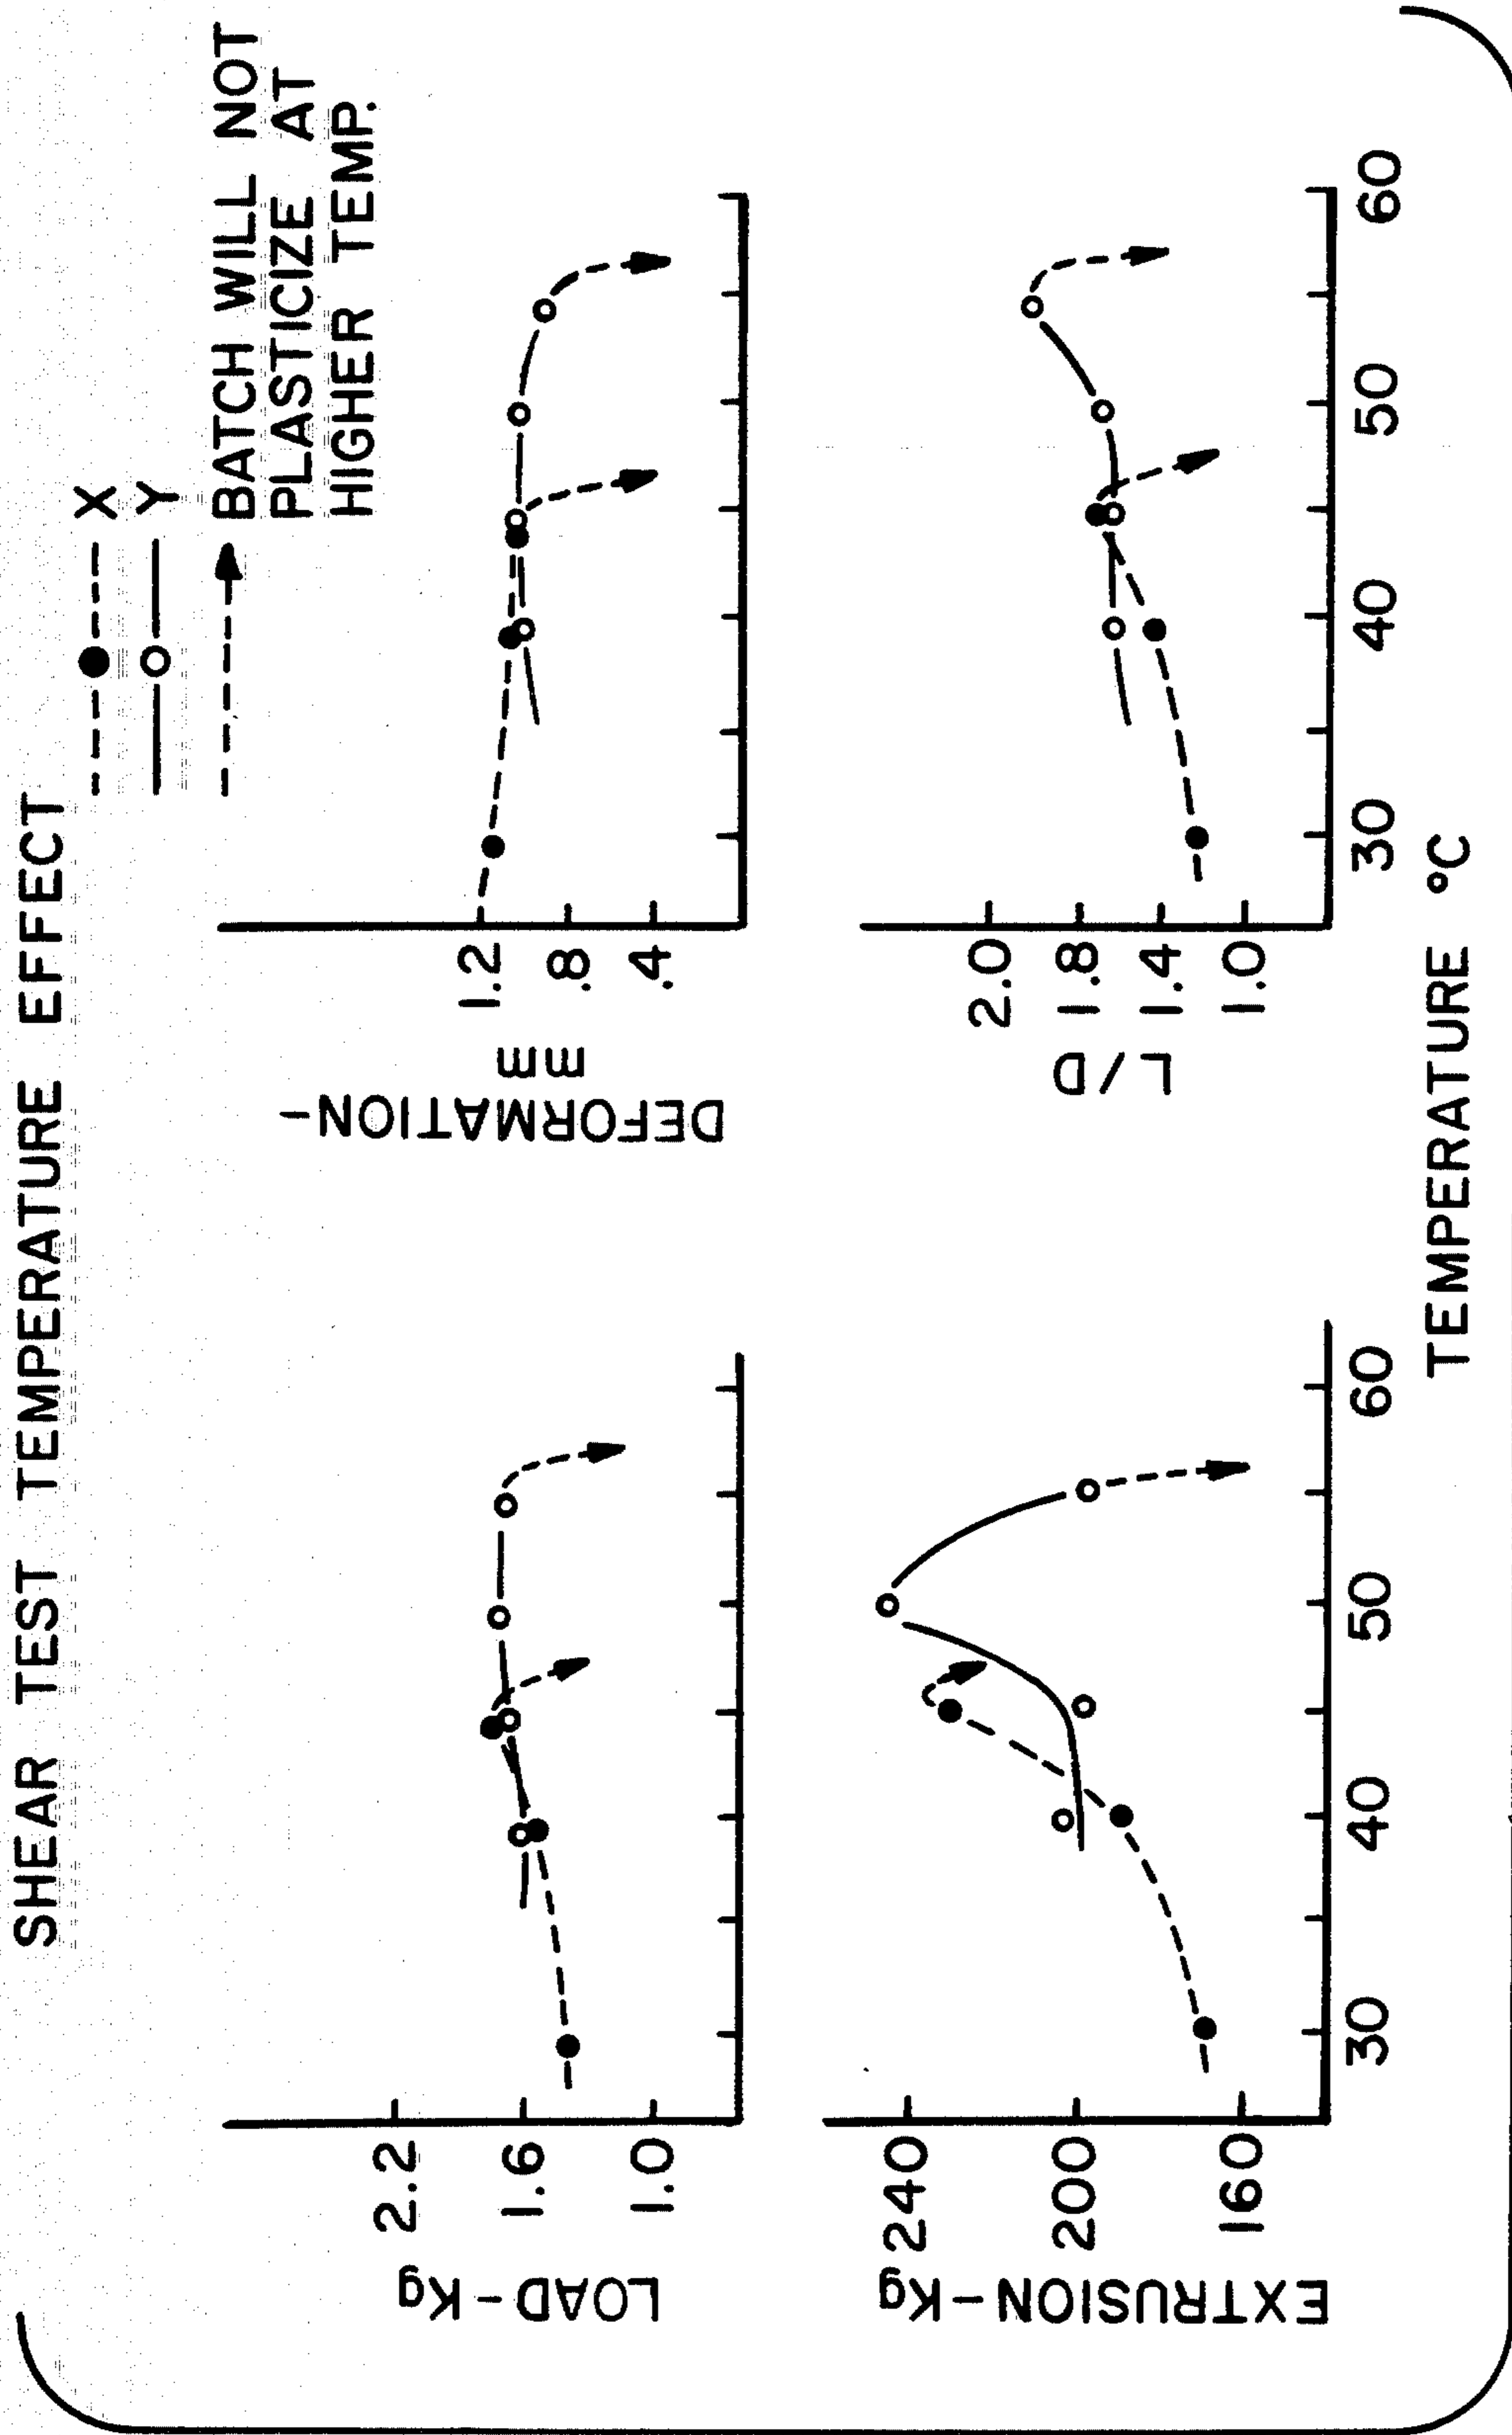 SHEAR TEST TEMPERATURE EFFECT
X
Y
BATCH WILL NOT
PLASTICIZE AT
HIGHER TEMP.
LOAD-Kg
2.2
1.6
1.0
DEFORMATION-
mm
1.2
.8
.4
EXTRUSION-Kg
240
200
160
30
40
50
60
L/D
2.0
1.8
1.4
1.0
30
40
50
60
TEMPERATURE °C